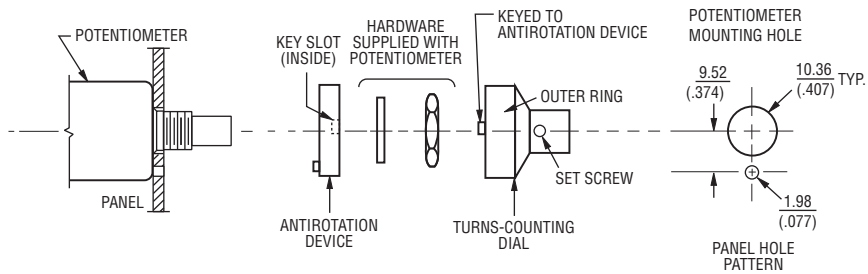 POTENTIOMETER
PANEL
KEY SLOT
(INSIDE)
ANTIROTATION
DEVICE
HARDWARE
SUPPLIED WITH
POTENTIOMETER
KEYED TO
ANTIROTATION DEVICE
OUTER RING
SET SCREW
TURNS-COUNTING
DIAL
POTENTIOMETER
MOUNTING HOLE
9.52
(.374)
10.36
(.407) TYP.
1.98
(.077)
PANEL HOLE
PATTERN